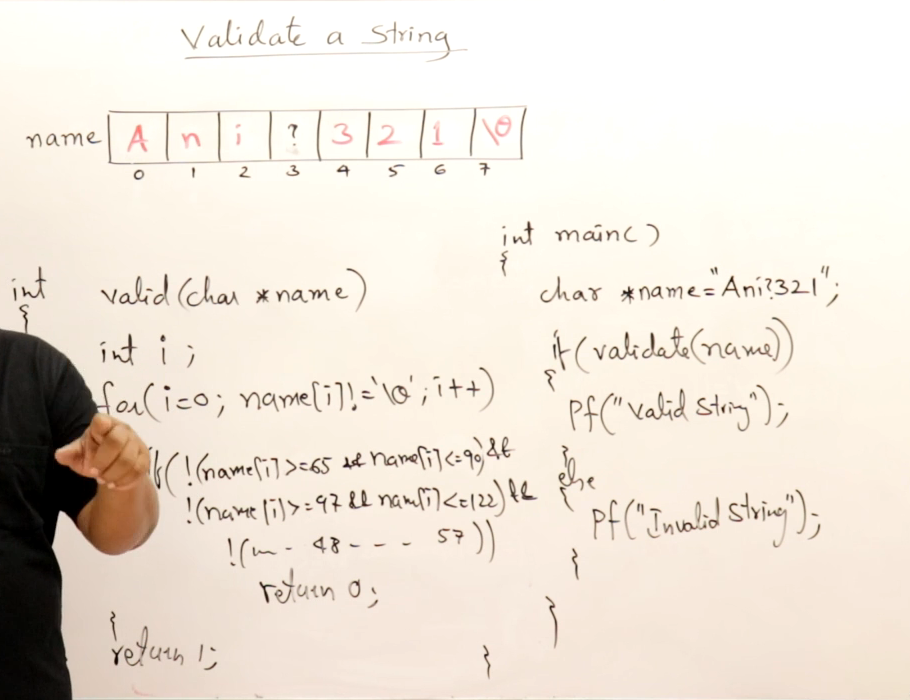 Validate a String
name A n i ? 3 2 1 \0
0 1 2 3 4 5 6 7
int valid(char *name)
{
int i;
for(i=0; name[i]!='\0'; i++)
if(!(name[i]>=65 && name[i]<=90)&&
!(name[i]>=97 && name[i]<=122)&&
!(m - 48 - - - 57))
return 0;
}
return 1;
}
int main()
{
char *name="Ani?321";
if(validate(name))
{
Pf("Valid String");
}
else
{
Pf("Invalid String");
}
}